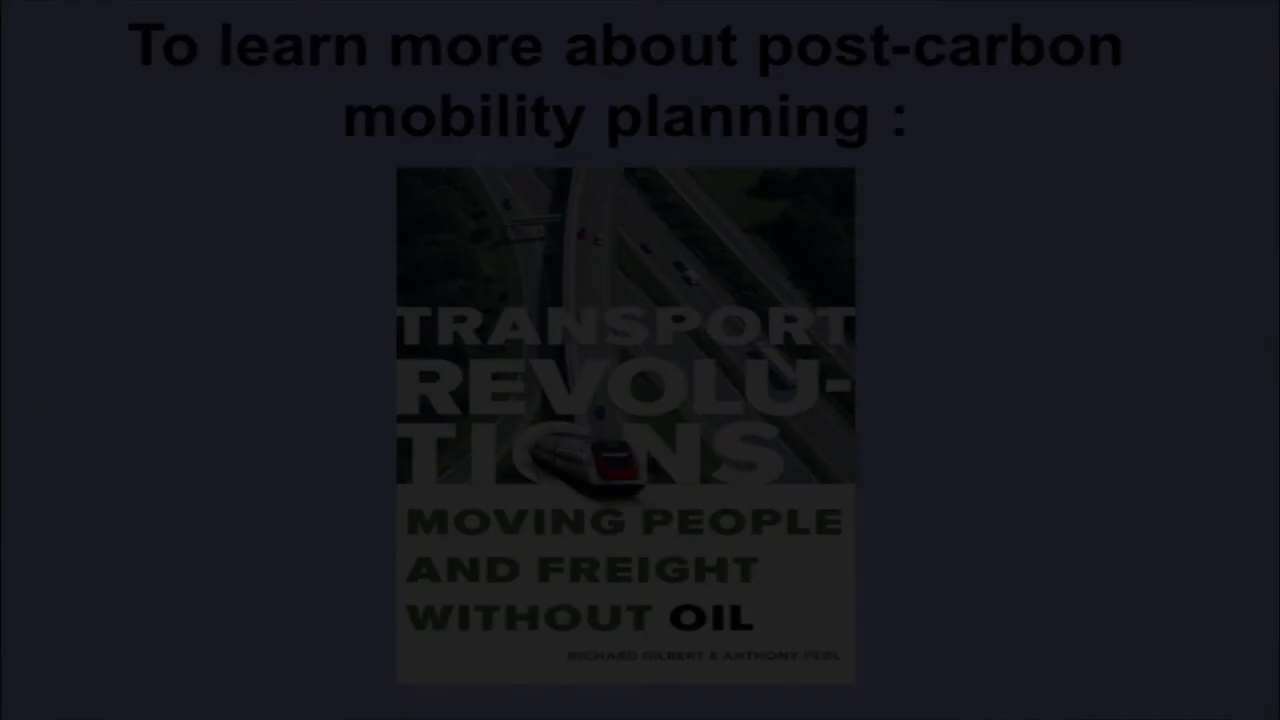 To learn more about post-carbon
mobility planning :
TRANSPORT
REVOLU-
TIONS
MOVING PEOPLE
AND FREIGHT
WITHOUT OIL
RICHARD GILBERT & ANTHONY PERL